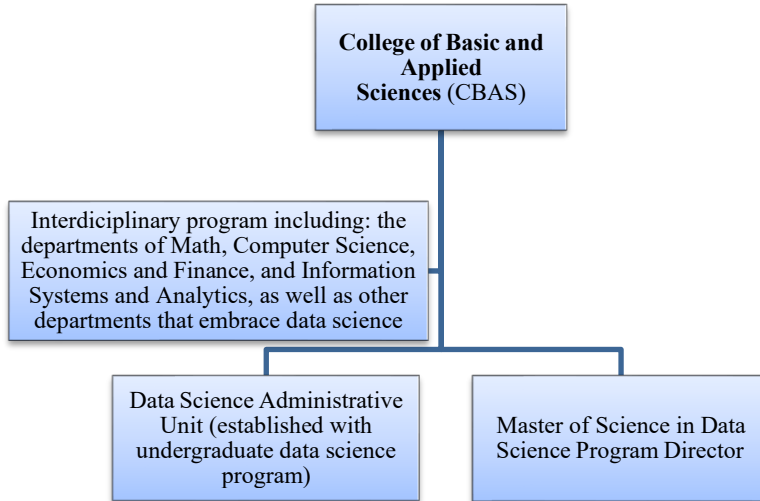 College of Basic and
Applied
Sciences (CBAS)
Interdiciplinary program including: the
departments of Math, Computer Science,
Economics and Finance, and Information
Systems and Analytics, as well as other
departments that embrace data science
Data Science Administrative
Unit (established with
undergraduate data science
program)
Master of Science in Data
Science Program Director